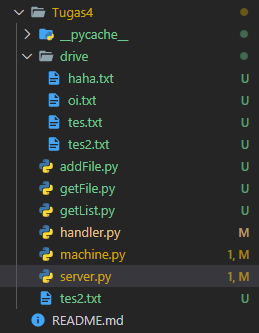 Tugas4
__pycache__
drive
haha.txt U
oi.txt U
tes.txt U
tes2.txt U
addFile.py U
getFile.py U
getList.py U
handler.py M
machine.py 1, M
server.py 1, M
tes2.txt U
README.md